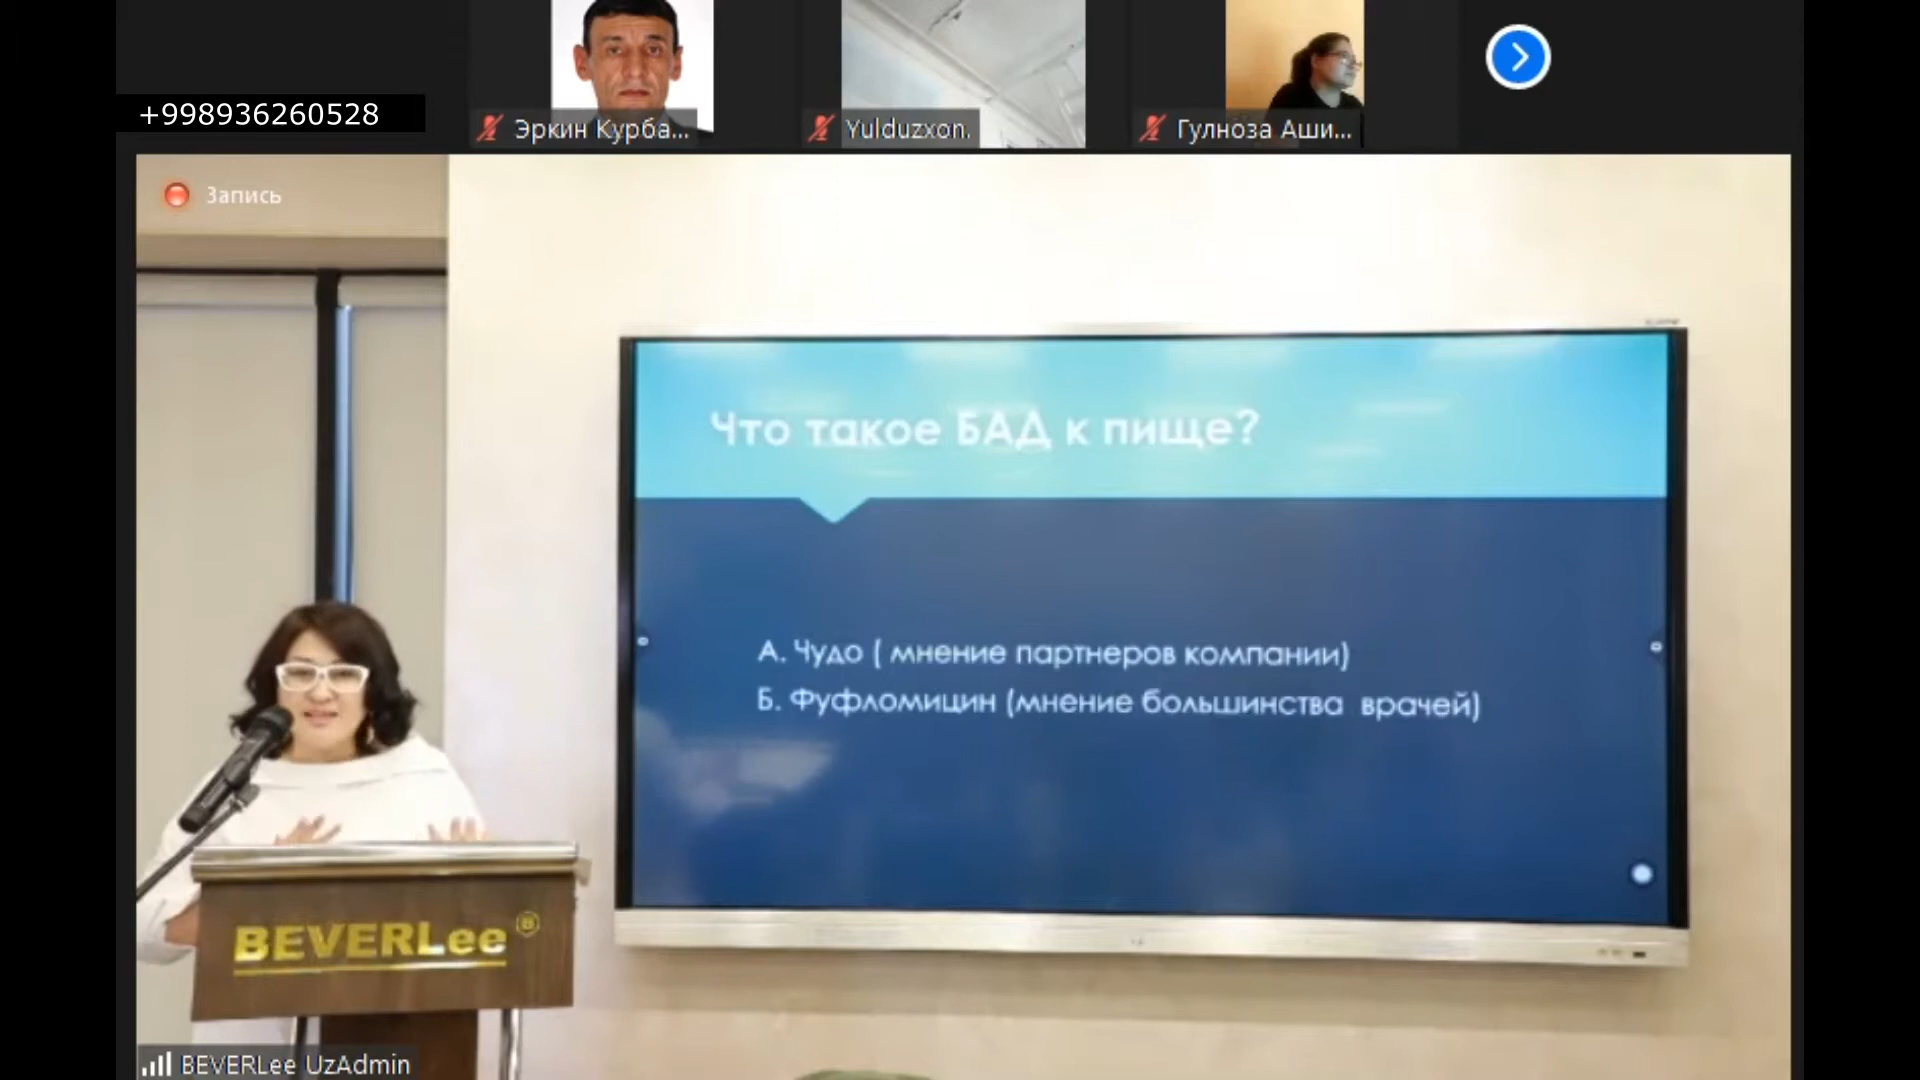 +998936260528
Эркин Курба...
Yulduzxon.
Гулноза Аши...
Запись
Что такое БАД к пище?
А. Чудо ( мнение партнеров компании)
Б. Фуфломицин (мнение большинства врачей)
BEVERLee®
BEVERLee UzAdmin